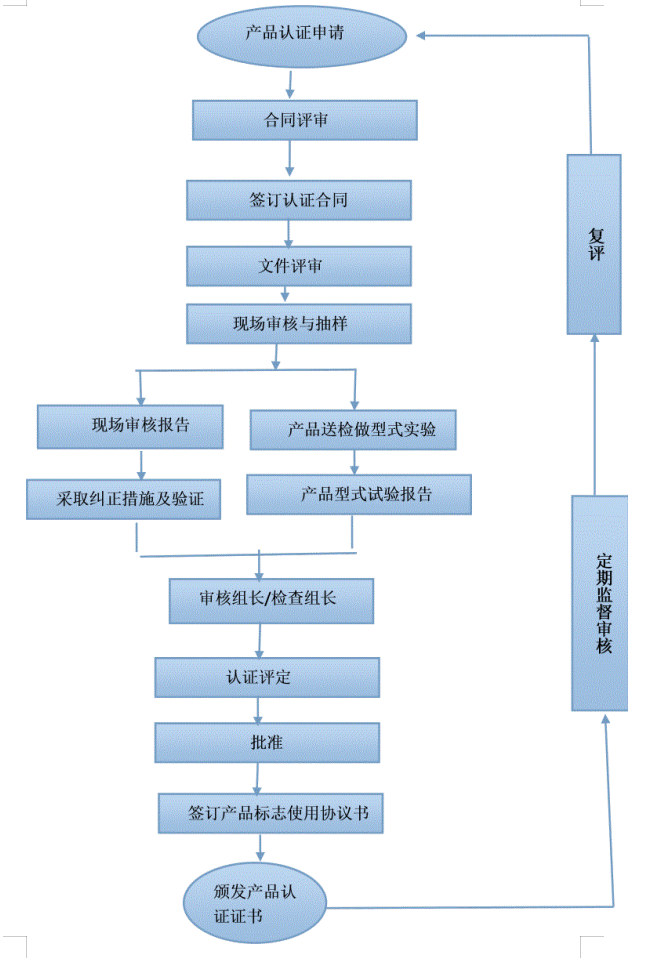 产品认证申请
合同评审
签订认证合同
文件评审
现场审核与抽样
现场审核报告
产品送检做型式实验
采取纠正措施及验证
产品型式试验报告
审核组长/检查组长
认证评定
批准
签订产品标志使用协议书
颁发产品认
证证书
定期监督审核
复评